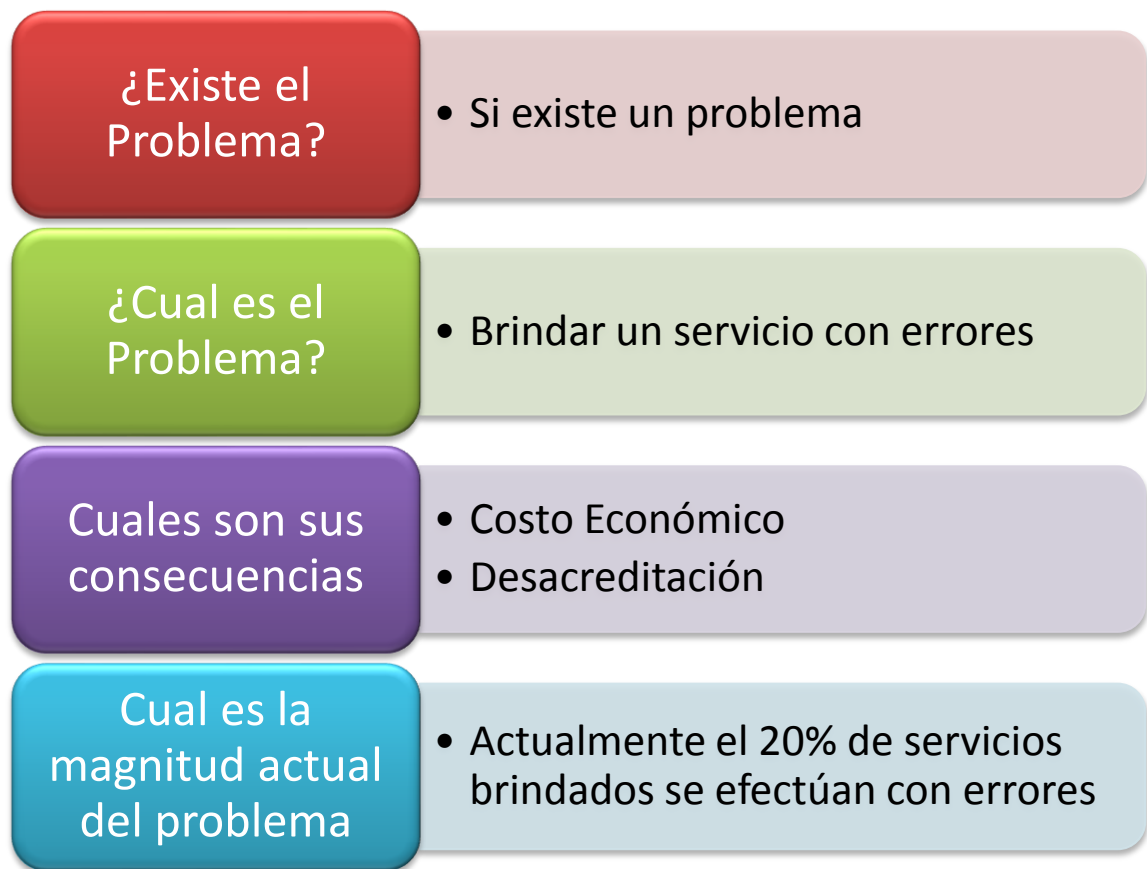 ¿Existe el
Problema?
• Si existe un problema
¿Cual es el
Problema?
• Brindar un servicio con errores
Cuales son sus
consecuencias
• Costo Económico
• Desacreditación
Cual es la
magnitud actual
del problema
• Actualmente el 20% de servicios
brindados se efectúan con errores